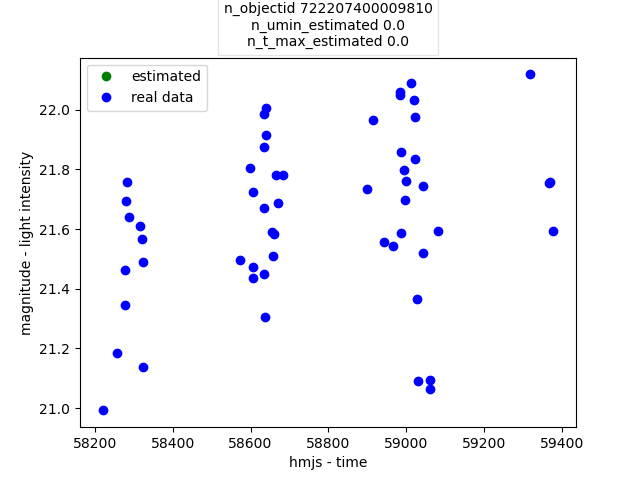 n_objectid 722207400009810
n_umin_estimated 0.0
n_t_max_estimated 0.0
estimated
real data
magnitude - light intensity
22.0
21.8
21.6
21.4
21.2
21.0
58200 58400 58600 58800 59000 59200 59400
hmjs - time